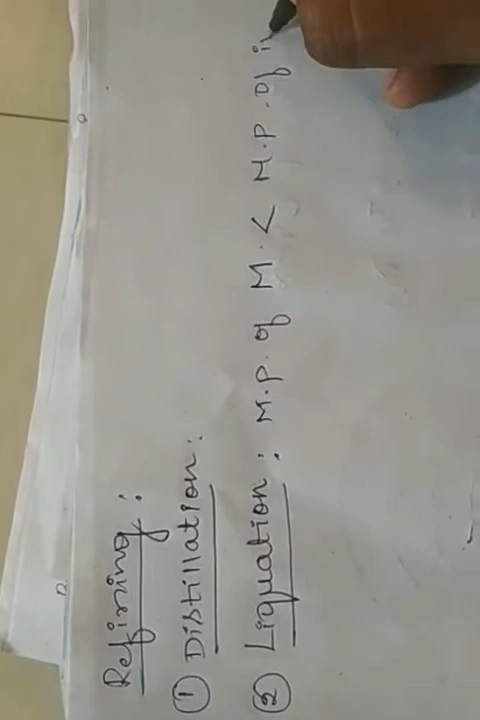 Refining:
① Distillation:
② Liquation: M.P. of M < M.P. of i